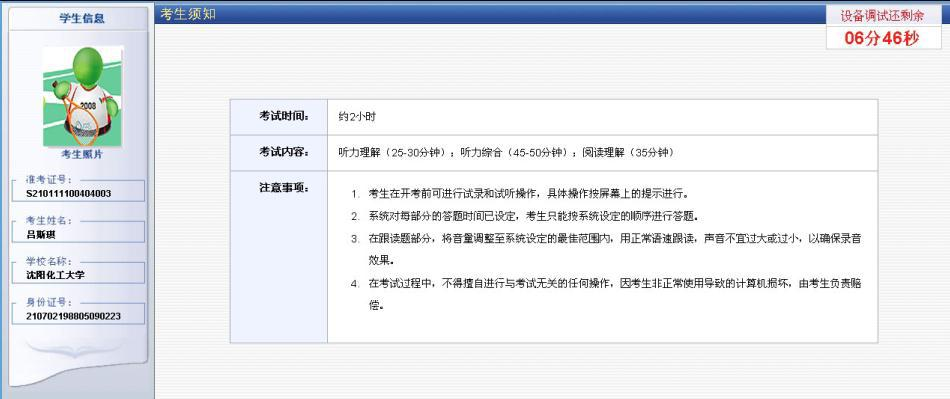 学生信息
考生须知
设备调试还剩余
06分46秒
2008
考生照片
准考证号:
S210111100404003
考生姓名:
吕斯琪
学校名称:
沈阳化工大学
身份证号:
210702198805090223
考试时间: 约2小时
考试内容: 听力理解（25-30分钟）；听力综合（45-50分钟）；阅读理解（35分钟）
注意事项:
1. 考生在开考前可进行试录和试听操作，具体操作按屏幕上的提示进行。
2. 系统对每部分的答题时间已设定，考生只能按系统设定的顺序进行答题。
3. 在跟读题部分，将音量调整至系统设定的最佳范围内，用正常语速跟读，声音不宜过大或过小，以确保录音
效果。
4. 在考试过程中，不得擅自进行与考试无关的任何操作，因考生非正常使用导致的计算机损坏，由考生负责赔
偿。